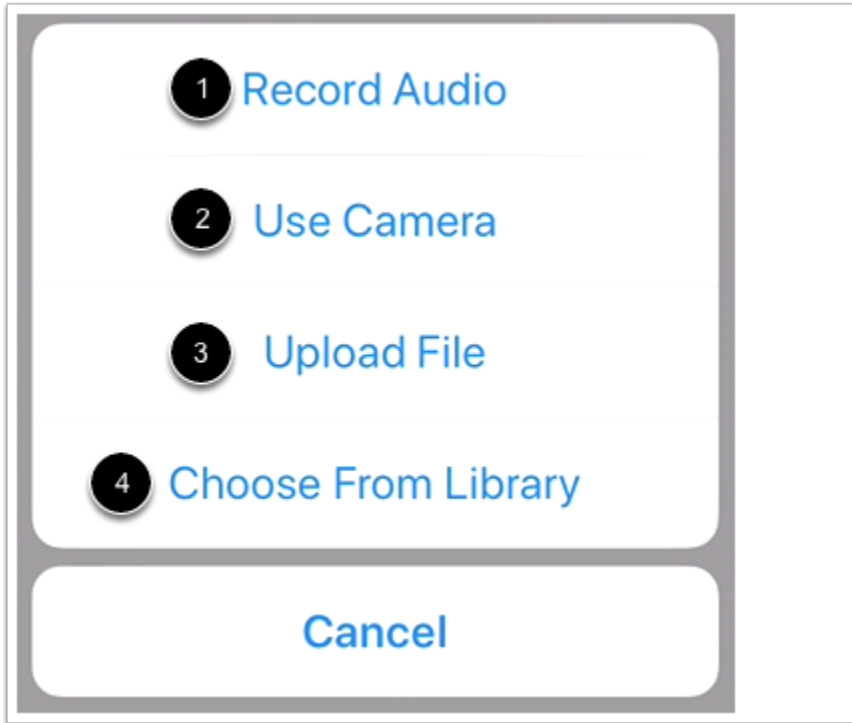 1 Record Audio
2 Use Camera
3 Upload File
4 Choose From Library
Cancel